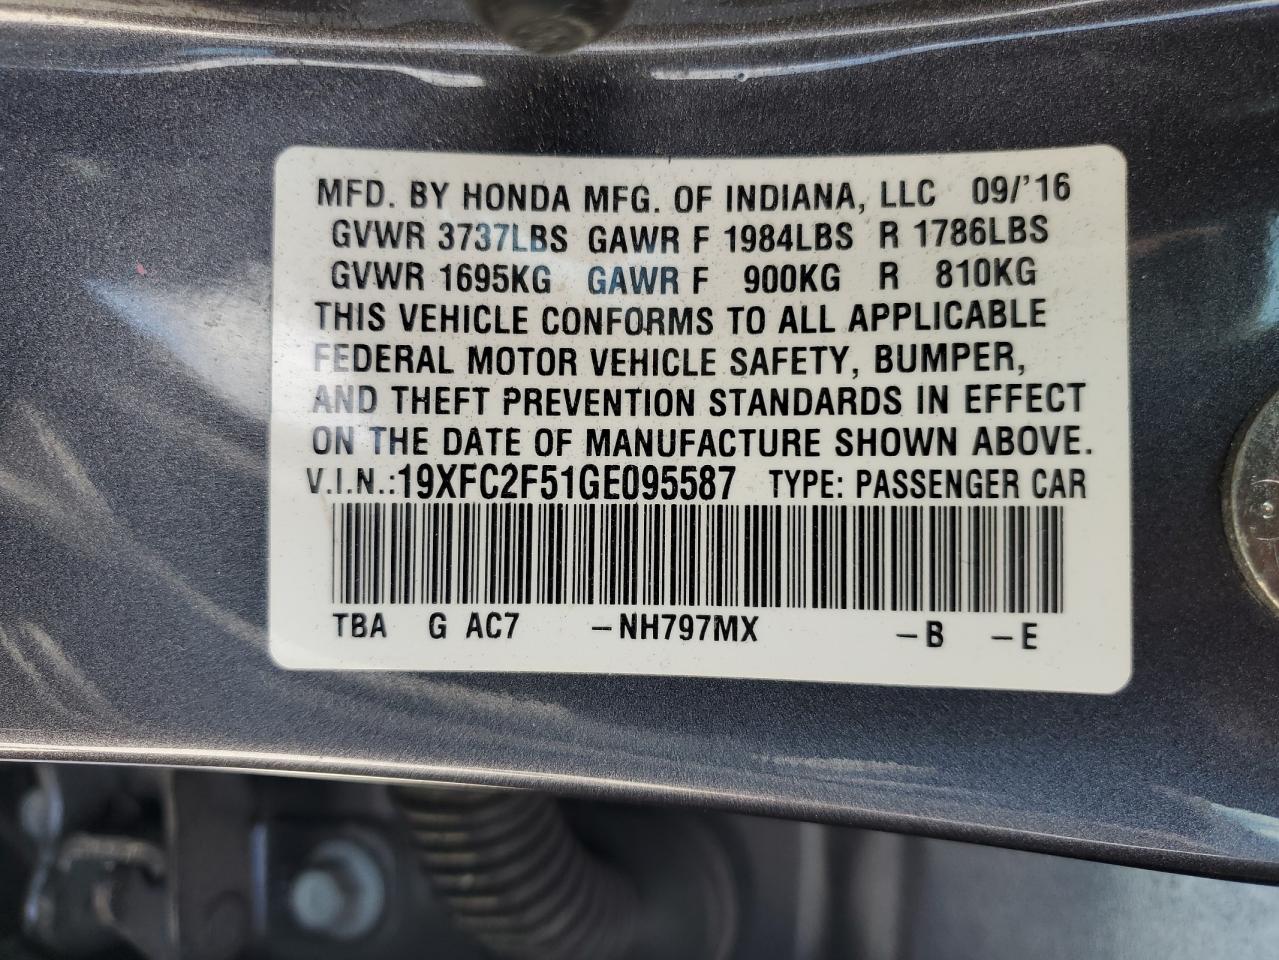 MFD. BY HONDA MFG. OF INDIANA, LLC 09/'16
GVWR 3737LBS GAWR F 1984LBS R 1786LBS
GVWR 1695KG GAWR F 900KG R 810KG
THIS VEHICLE CONFORMS TO ALL APPLICABLE
FEDERAL MOTOR VEHICLE SAFETY, BUMPER,
AND THEFT PREVENTION STANDARDS IN EFFECT
ON THE DATE OF MANUFACTURE SHOWN ABOVE.
V.I.N.:19XFC2F51GE095587 TYPE: PASSENGER CAR
TBA G AC7 –NH797MX –B –E